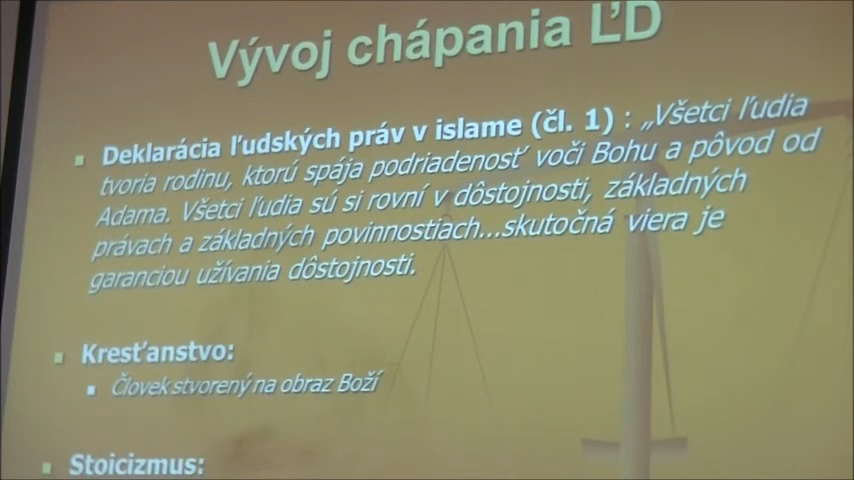 Vývoj chápania ĽD
Deklarácia ľudských práv v islame (čl. 1) : „Všetci ľudia
tvoria rodinu, ktorú spája podriadenosť voči Bohu a pôvod od
Adama. Všetci ľudia sú si rovní v dôstojnosti, základných
právach a základných povinnostiach...skutočná viera je
garanciou užívania dôstojnosti.
Kresťanstvo:
Človek stvorený na obraz Boží
Stoicizmus: